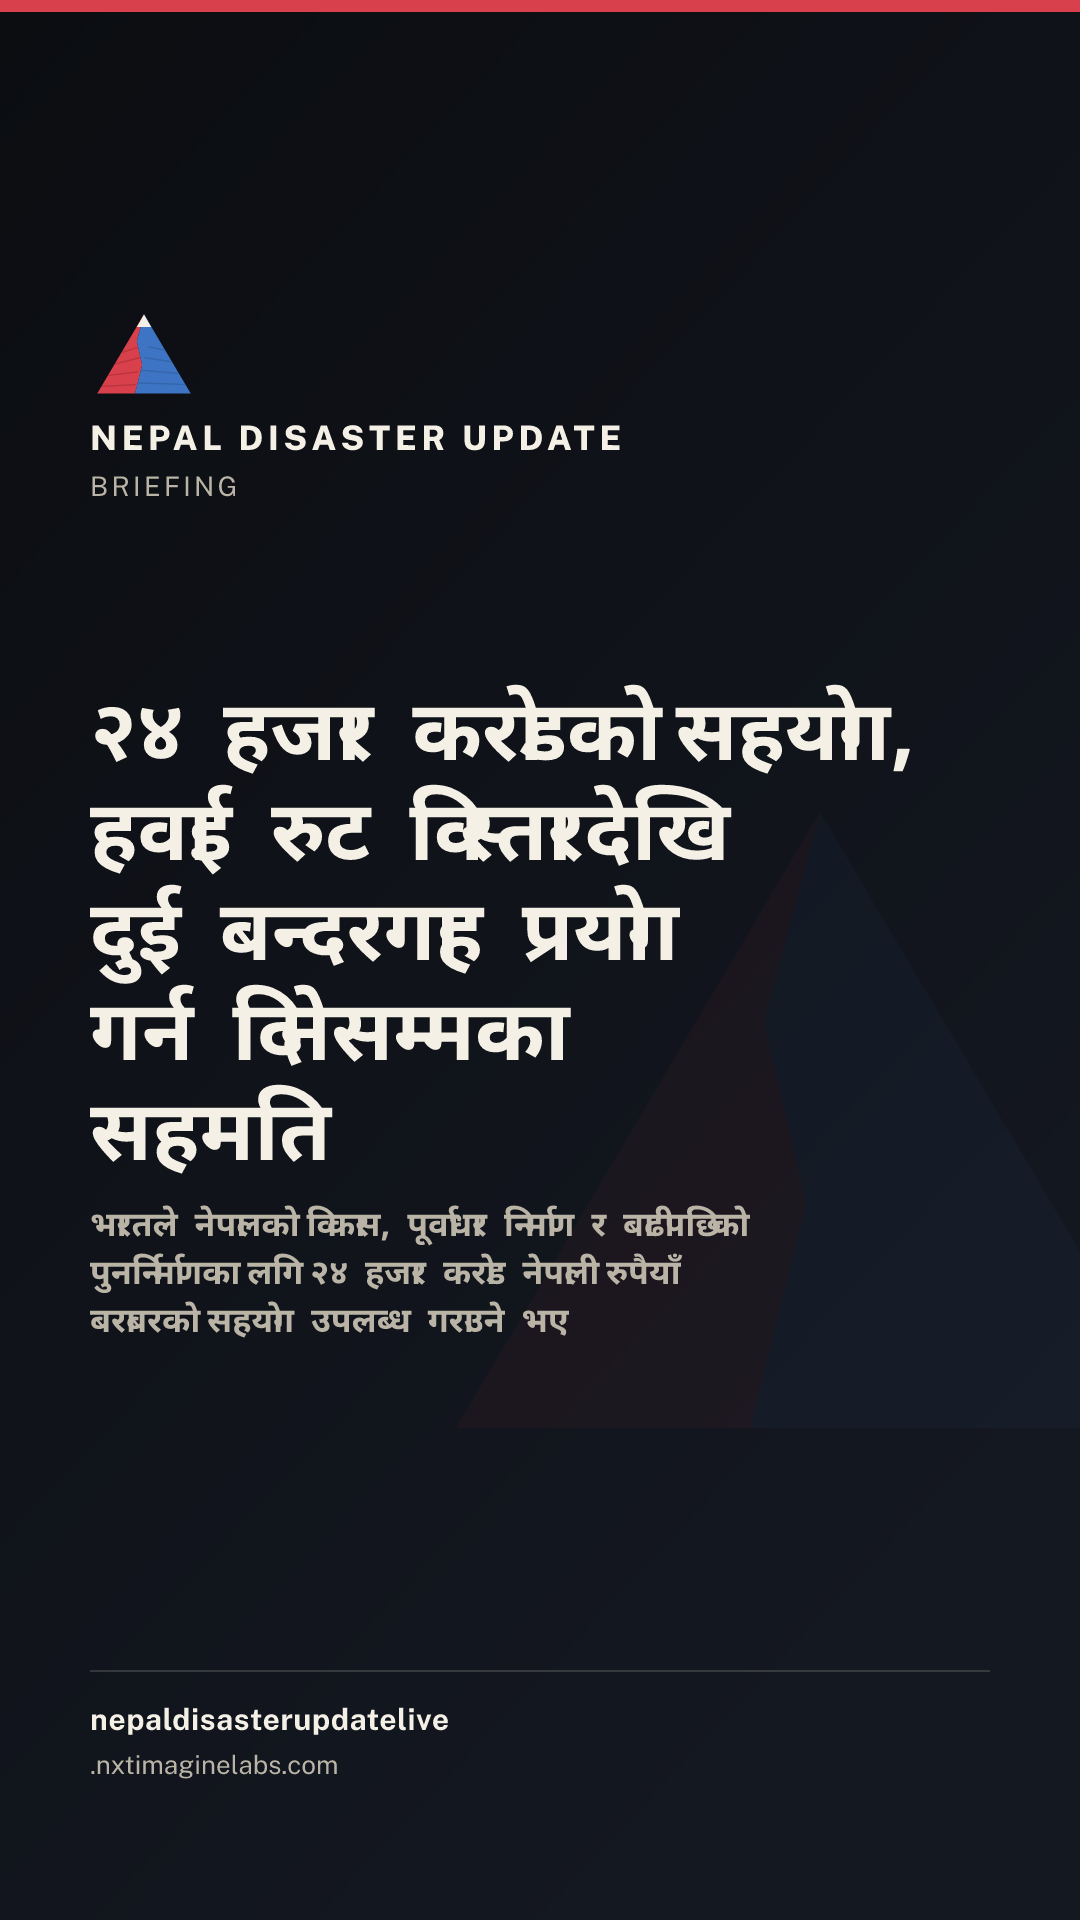 NEPAL DISASTER UPDATE
BRIEFING
२४ हजार करोडको सहयोग,
हवाई रुट विस्तारदेखि
दुई बन्दरगाह प्रयोग
गर्न दिनेसम्मका
सहमति
भारतले नेपालको विकास, पूर्वाधार निर्माण र बाढीपछिको
पुनर्निर्माणका लागि २४ हजार करोड नेपाली रुपैयाँ
बराबरको सहयोग उपलब्ध गराउने भए
nepaldisasterupdatelive
.nxtimaginelabs.com